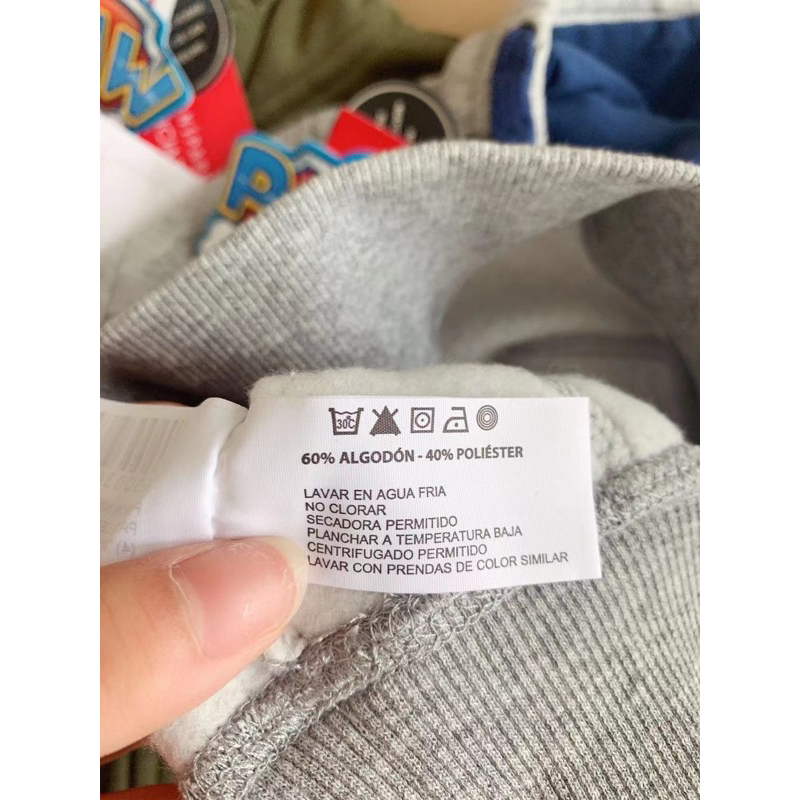 30°C
60% ALGODÓN - 40% POLIÉSTER
LAVAR EN AGUA FRIA
NO CLORAR
SECADORA PERMITIDO
PLANCHAR A TEMPERATURA BAJA
CENTRIFUGADO PERMITIDO
LAVAR CON PRENDAS DE COLOR SIMILAR